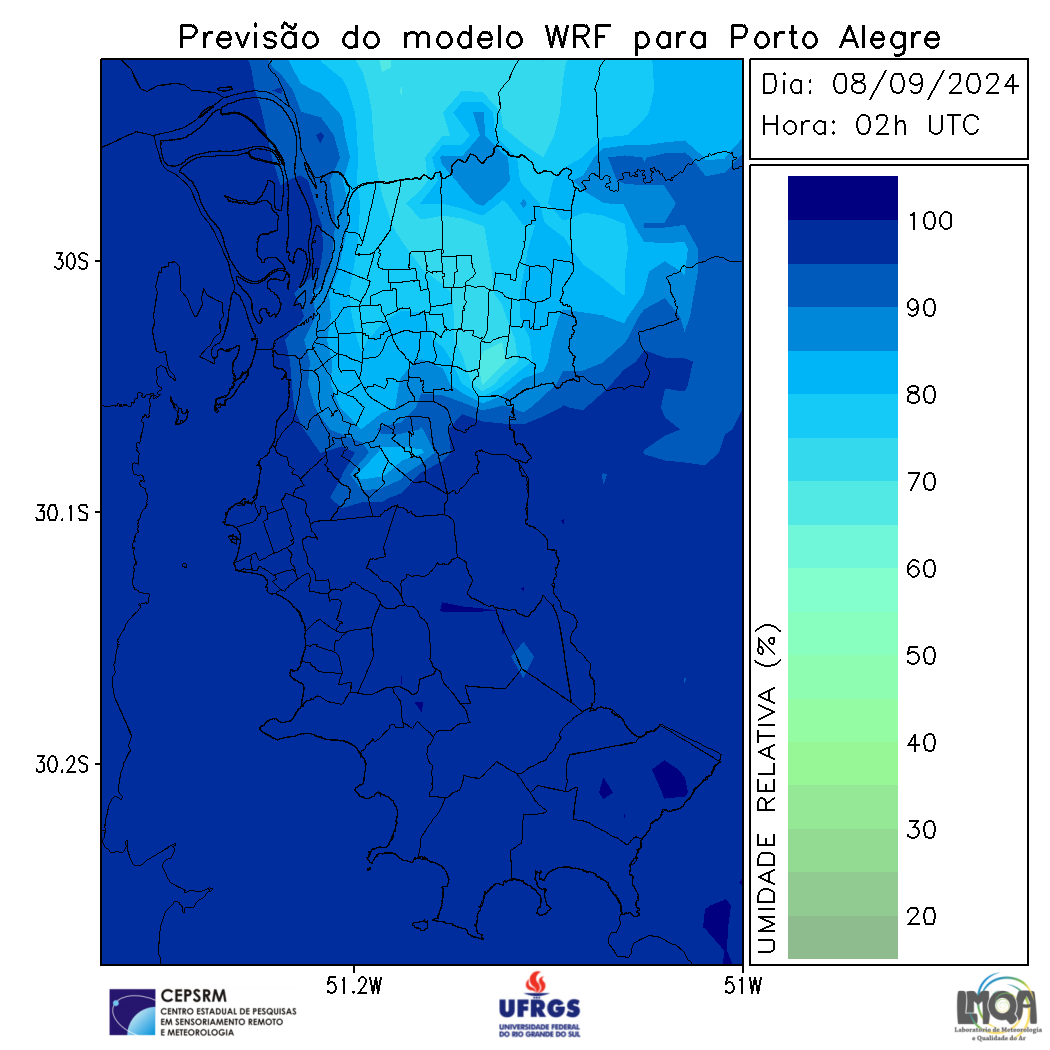 Previsão do modelo WRF para Porto Alegre
Dia: 08/09/2024
Hora: 02h UTC
30S
30.1S
30.2S
51.2W
51W
100
90
80
70
60
50
40
30
20
UMIDADE RELATIVA (%)
CEPSRM
CENTRO ESTADUAL DE PESQUISAS
EM SENSORIAMENTO REMOTO
E METEOROLOGIA
UFRGS
UNIVERSIDADE FEDERAL
DO RIO GRANDE DO SUL
LMQA
Laboratório de Meteorologia
e Qualidade do Ar